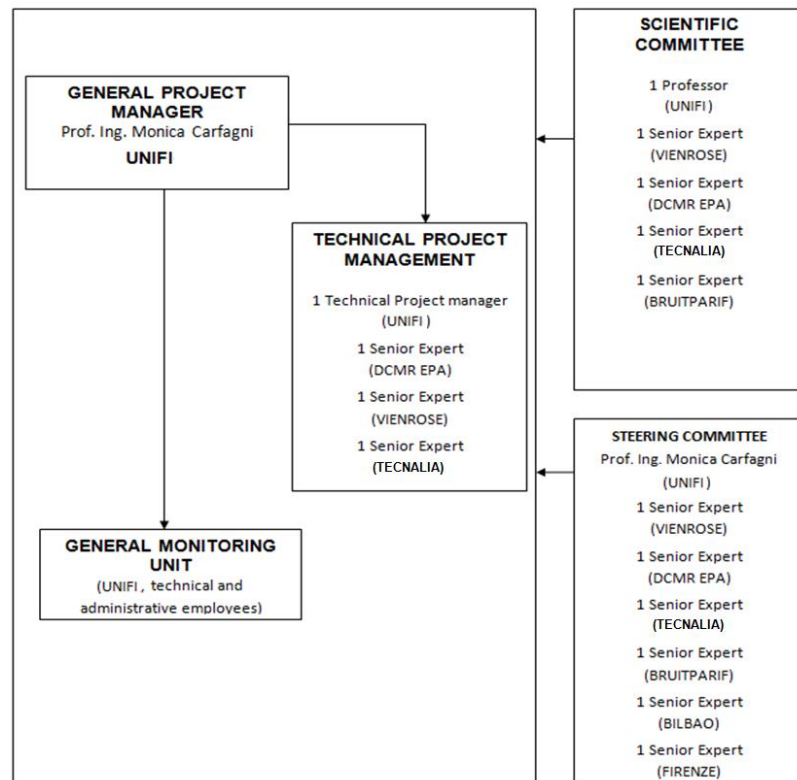 GENERAL PROJECT
MANAGER
Prof. Ing. Monica Carfagni
UNIFI
TECHNICAL PROJECT
MANAGEMENT
1 Technical Project manager
(UNIFI)
1 Senior Expert
(DCMR EPA)
1 Senior Expert
(VIENROSE)
1 Senior Expert
(TECNALIA)
GENERAL MONITORING
UNIT
(UNIFI, technical and
administrative employees)
SCIENTIFIC
COMMITTEE
1 Professor
(UNIFI)
1 Senior Expert
(VIENROSE)
1 Senior Expert
(DCMR EPA)
1 Senior Expert
(TECNALIA)
1 Senior Expert
(BRUITPARIF)
STEERING COMMITTEE
Prof. Ing. Monica Carfagni
(UNIFI)
1 Senior Expert
(VIENROSE)
1 Senior Expert
(DCMR EPA)
1 Senior Expert
(TECNALIA)
1 Senior Expert
(BRUITPARIF)
1 Senior Expert
(BILBAO)
1 Senior Expert
(FIRENZE)